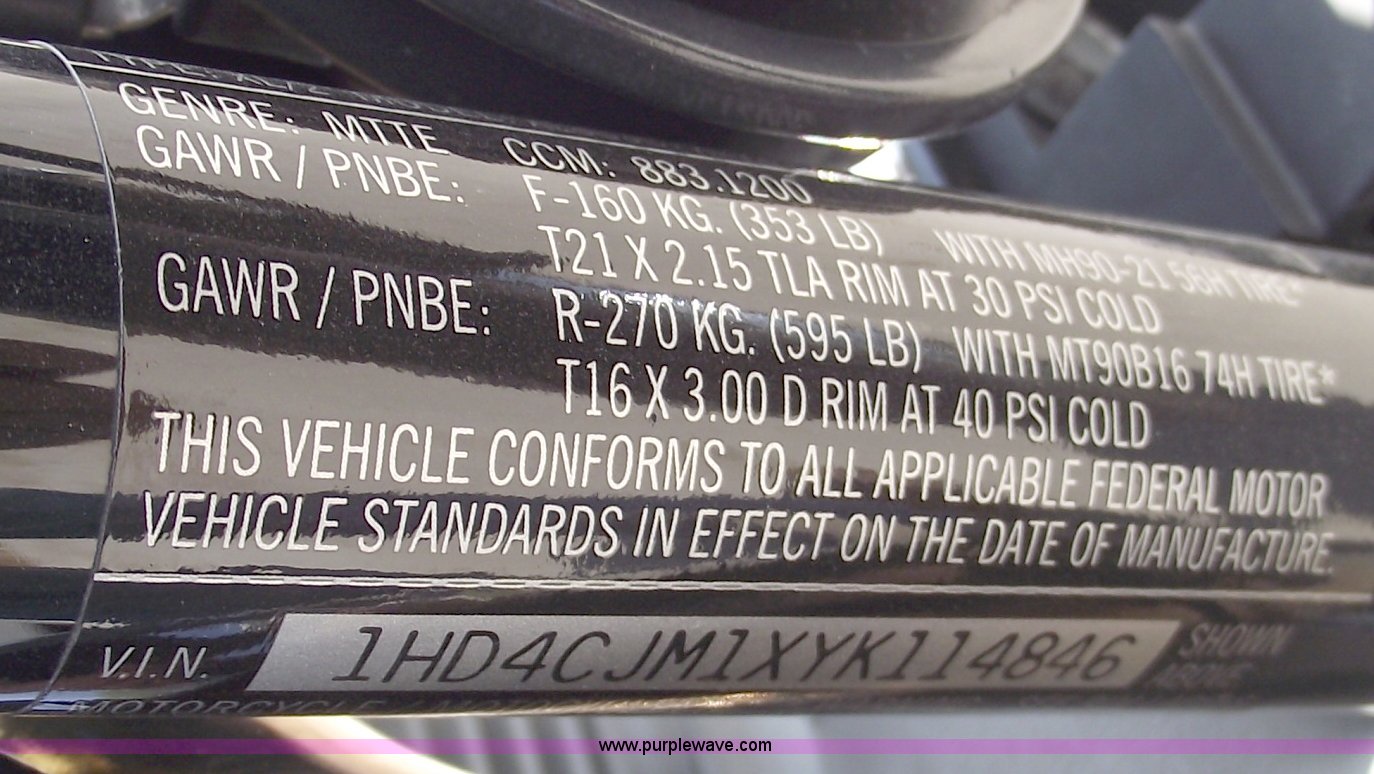 GENRE: MTTE CCM: 883.1200
GAWR / PNBE: F-160 KG. (353 LB) WITH MH90-21 56H TIRE*
T21 X 2.15 TLA RIM AT 30 PSI COLD
GAWR / PNBE: R-270 KG. (595 LB) WITH MT90B16 74H TIRE*
T16 X 3.00 D RIM AT 40 PSI COLD
THIS VEHICLE CONFORMS TO ALL APPLICABLE FEDERAL MOTOR
VEHICLE STANDARDS IN EFFECT ON THE DATE OF MANUFACTURE.
V.I.N. 1HD4CJM1XYK114846 SHOWN
ABOVE
MOTORCYCLE /
www.purplewave.com